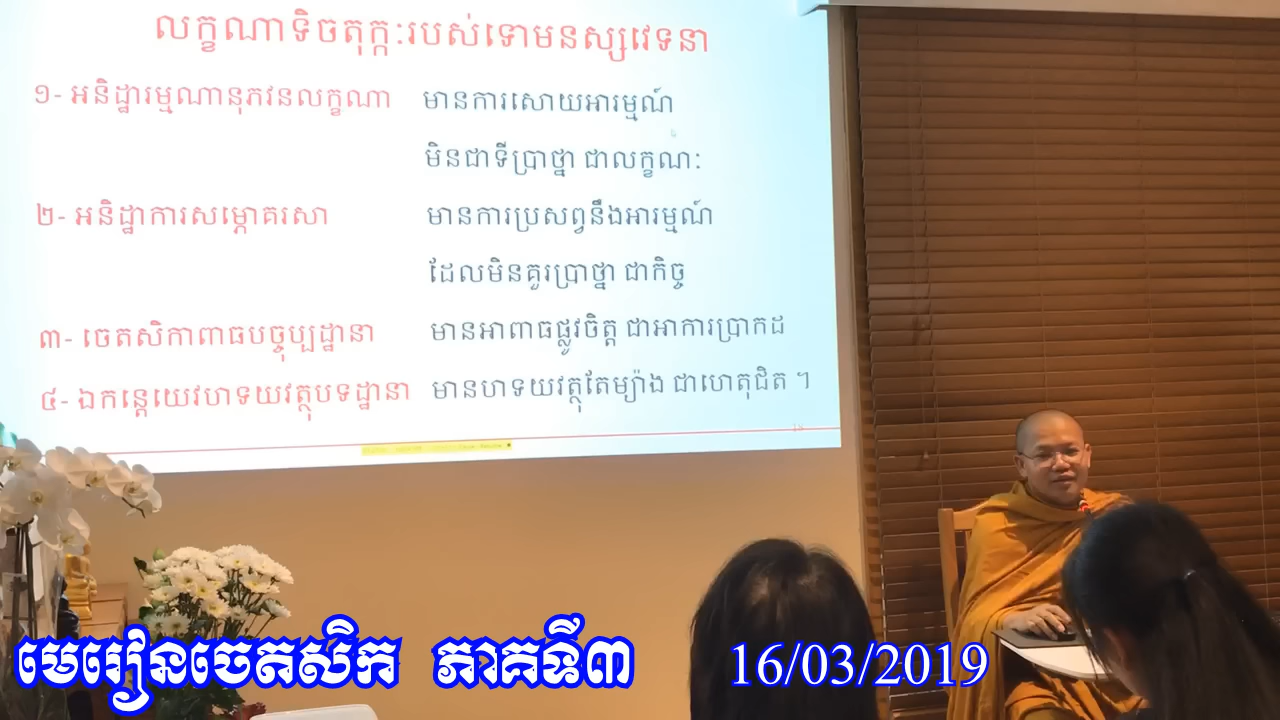 លក្ខណាទិចតុក្កៈរបស់ទោមនស្សវេទនា
១- អនិដ្ឋារម្មណានុភវនលក្ខណា មានការសោយអារម្មណ៍
មិនជាទីប្រាថ្នា ជាលក្ខណៈ
២- អនិដ្ឋាការសម្ភោគរសា មានការប្រសព្វនឹងអារម្មណ៍
ដែលមិនគួរប្រាថ្នា ជាកិច្ច
៣- ចេតសិកាពាធបច្ចុប្បដ្ឋានា មានអាពាធផ្លូវចិត្ត ជាអាការប្រាកដ
៤- ឯកន្តេយេវហទយវត្ថុបទដ្ឋានា មានហទយវត្ថុតែម្យ៉ាង ជាហេតុជិត ។
មេរៀនចេតសិក ភាគទី៣ 16/03/2019